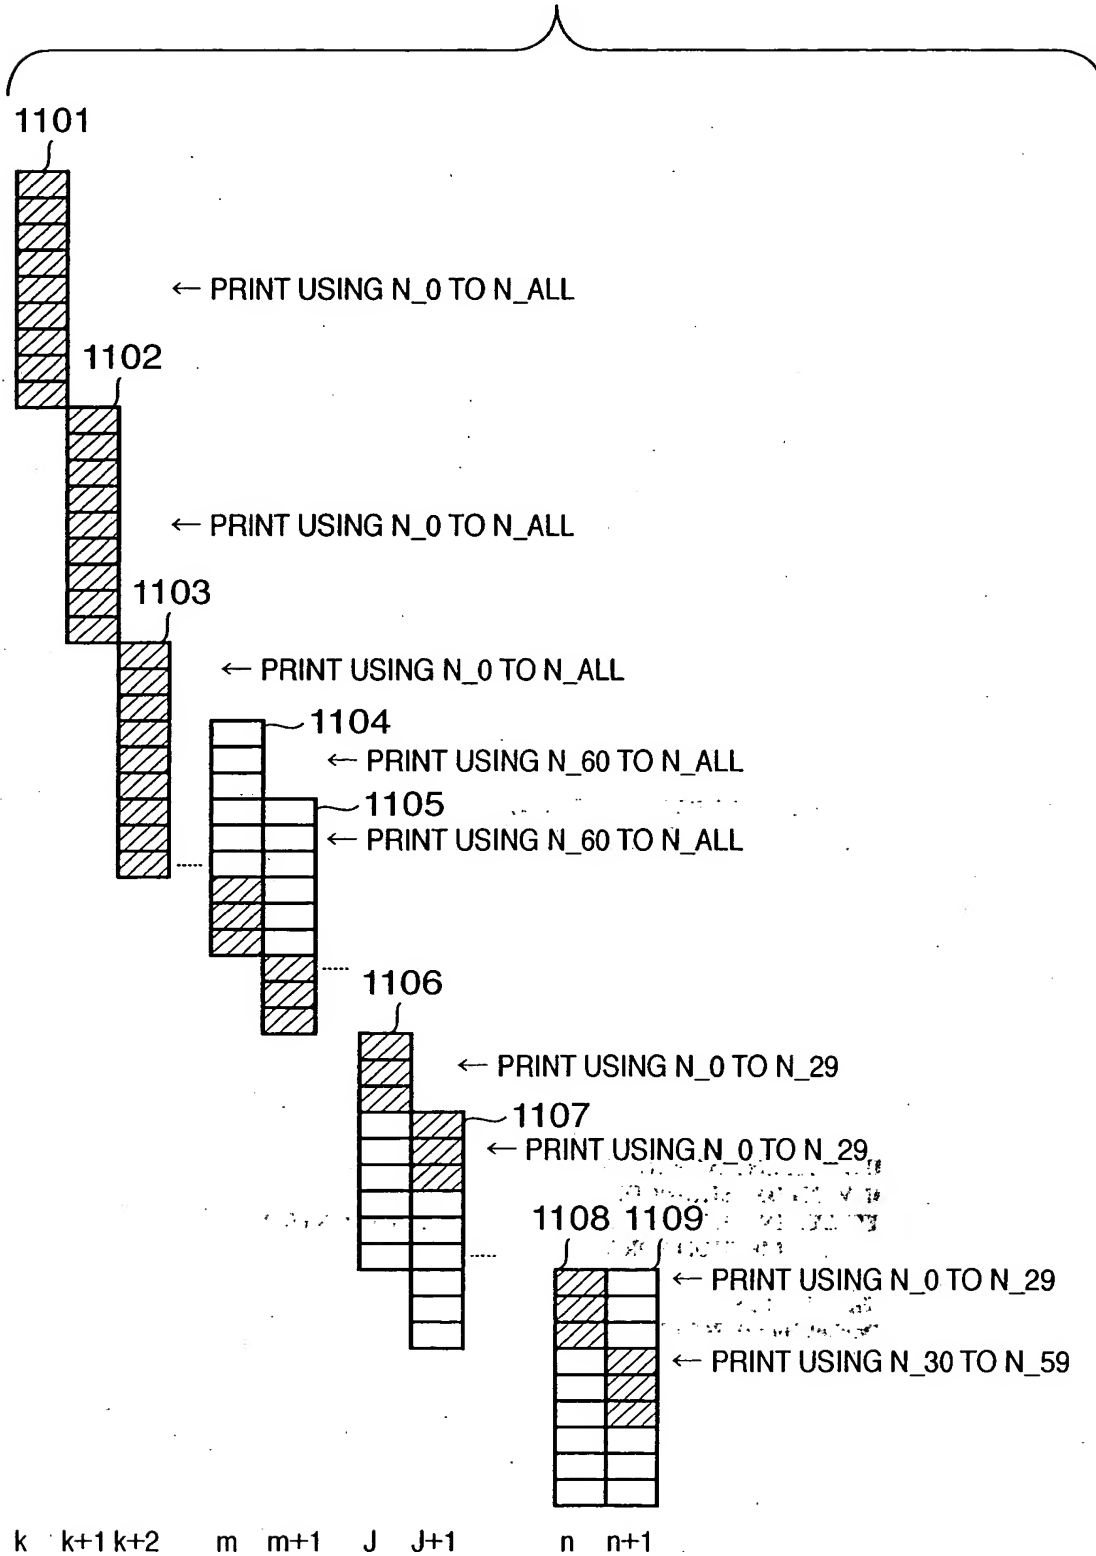 1101
← PRINT USING N_0 TO N_ALL
1102
← PRINT USING N_0 TO N_ALL
1103
← PRINT USING N_0 TO N_ALL
1104
← PRINT USING N_60 TO N_ALL
1105
← PRINT USING N_60 TO N_ALL
1106
← PRINT USING N_0 TO N_29
1107
← PRINT USING N_0 TO N_29
1108 1109
← PRINT USING N_0 TO N_29
← PRINT USING N_30 TO N_59
k k+1 k+2 m m+1 J J+1 n n+1